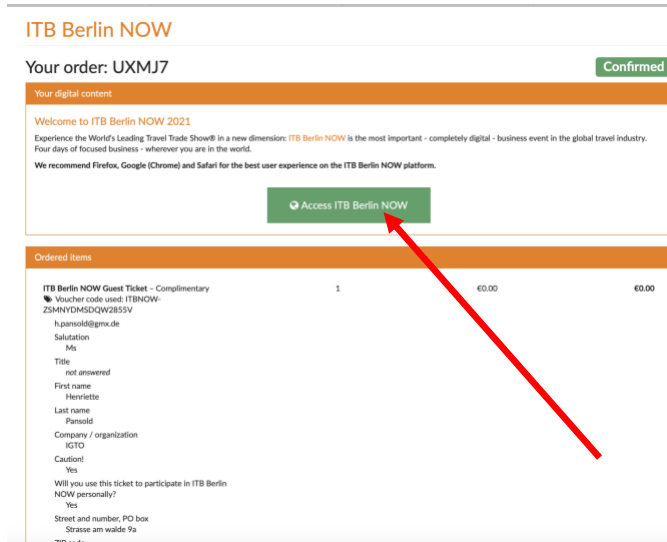 ITB Berlin NOW
Your order: UXMJ7
Confirmed
Your digital content
Welcome to ITB Berlin NOW 2021
Experience the World's Leading Travel Trade Show® in a new dimension: ITB Berlin NOW is the most important - completely digital - business event in the global travel industry.
Four days of focused business - wherever you are in the world.
We recommend Firefox, Google (Chrome) and Safari for the best user experience on the ITB Berlin NOW platform.
Access ITB Berlin NOW
Ordered items
ITB Berlin NOW Guest Ticket – Complimentary 1 €0.00 €0.00
Voucher code used: ITBNOW-
ZSMNYDMSDQW2855V
h.pansold@gmx.de
Salutation
Ms
Title
not answered
First name
Henriette
Last name
Pansold
Company / organization
IGTO
Caution!
Yes
Will you use this ticket to participate in ITB Berlin
NOW personally?
Yes
Street and number, PO box
Strasse am walde 9a